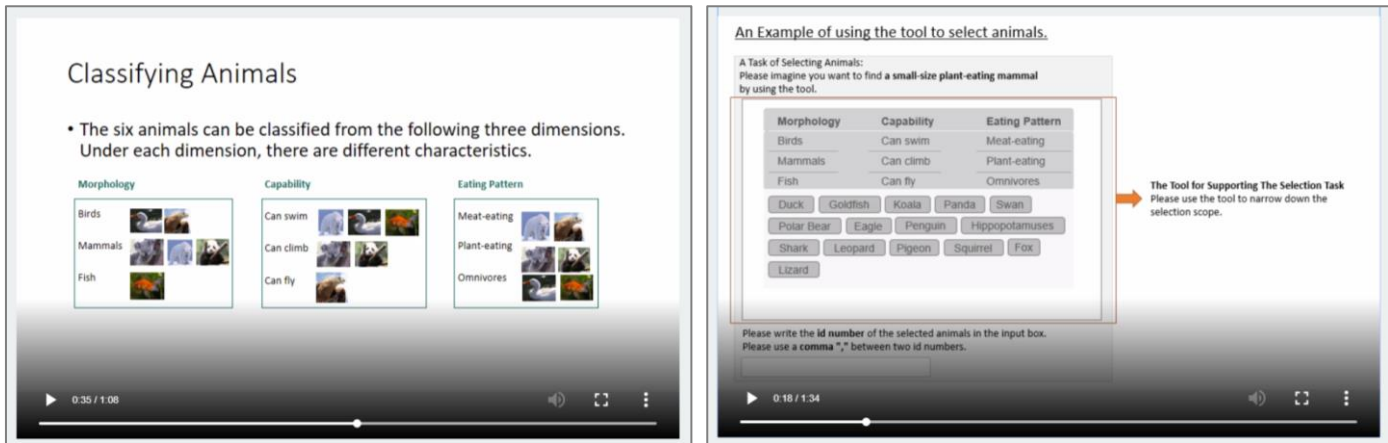 Classifying Animals
• The six animals can be classified from the following three dimensions.
Under each dimension, there are different characteristics.
Morphology Capability Eating Pattern
Birds Can swim Meat-eating
Mammals Can climb Plant-eating
Fish Can fly Omnivores
0:35 / 1:08
An Example of using the tool to select animals.
A Task of Selecting Animals:
Please imagine you want to find a small-size plant-eating mammal
by using the tool.
Morphology Capability Eating Pattern
Birds Can swim Meat-eating
Mammals Can climb Plant-eating
Fish Can fly Omnivores
Duck Goldfish Koala Panda Swan
Polar Bear Eagle Penguin Hippopotamuses
Shark Leopard Pigeon Squirrel Fox
Lizard
The Tool for Supporting The Selection Task
Please use the tool to narrow down the
selection scope.
Please write the id number of the selected animals in the input box.
Please use a comma "," between two id numbers.
0:18 / 1:34